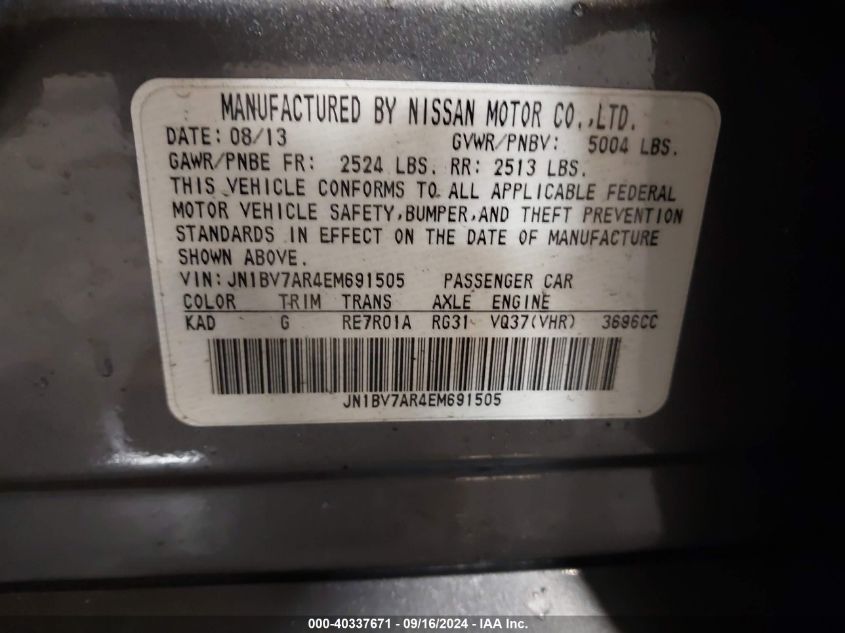 MANUFACTURED BY NISSAN MOTOR CO.,LTD.
DATE: 08/13 GVWR/PNBV: 5004 LBS.
GAWR/PNBE FR: 2524 LBS. RR: 2513 LBS.
THIS VEHICLE CONFORMS TO ALL APPLICABLE FEDERAL
MOTOR VEHICLE SAFETY,BUMPER,AND THEFT PREVENTION
STANDARDS IN EFFECT ON THE DATE OF MANUFACTURE
SHOWN ABOVE.
VIN: JN1BV7AR4EM691505 PASSENGER CAR
COLOR TRIM TRANS AXLE ENGINE
KAD G RE7R01A RG31 VQ37(VHR) 3696CC
JN1BV7AR4EM691505
000-40337671 - 09/16/2024 - IAA Inc.